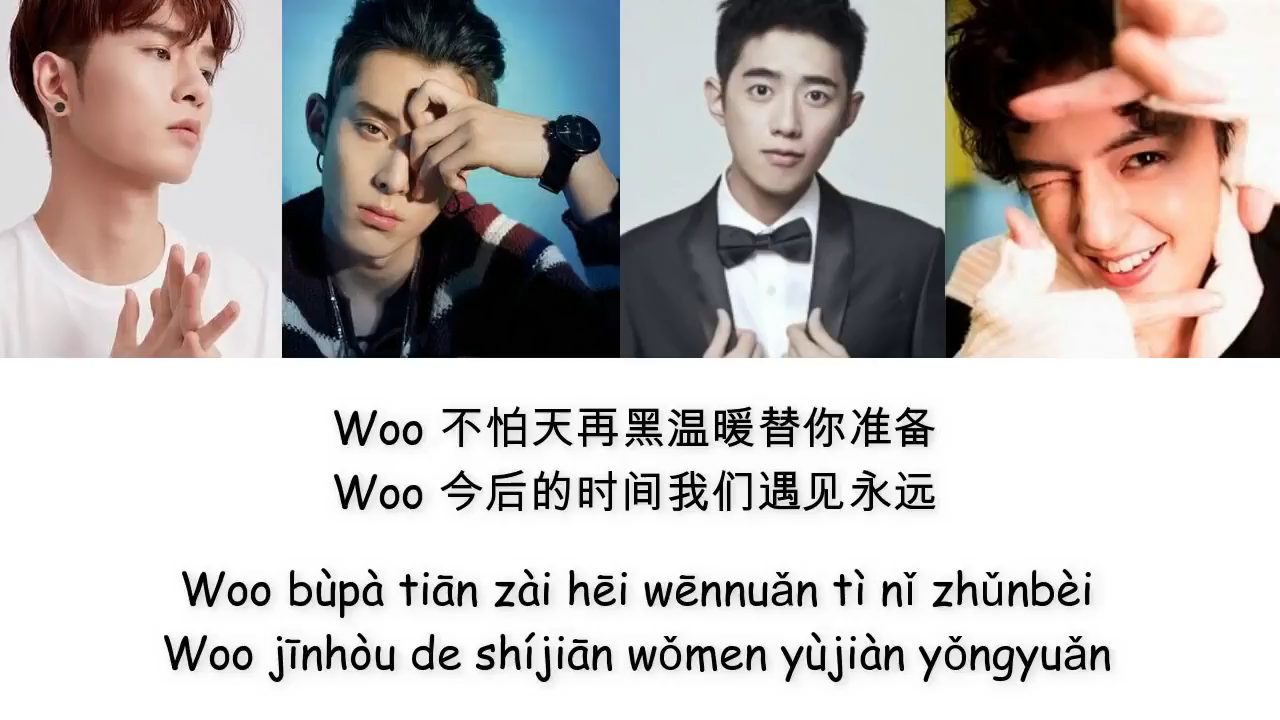 Woo 不怕天再黑温暖替你准备
Woo 今后的时间我们遇见永远
Woo bùpà tiān zài hēi wēnnuǎn tì nǐ zhǔnbèi
Woo jīnhòu de shíjiān wǒmen yùjiàn yǒngyuǎn